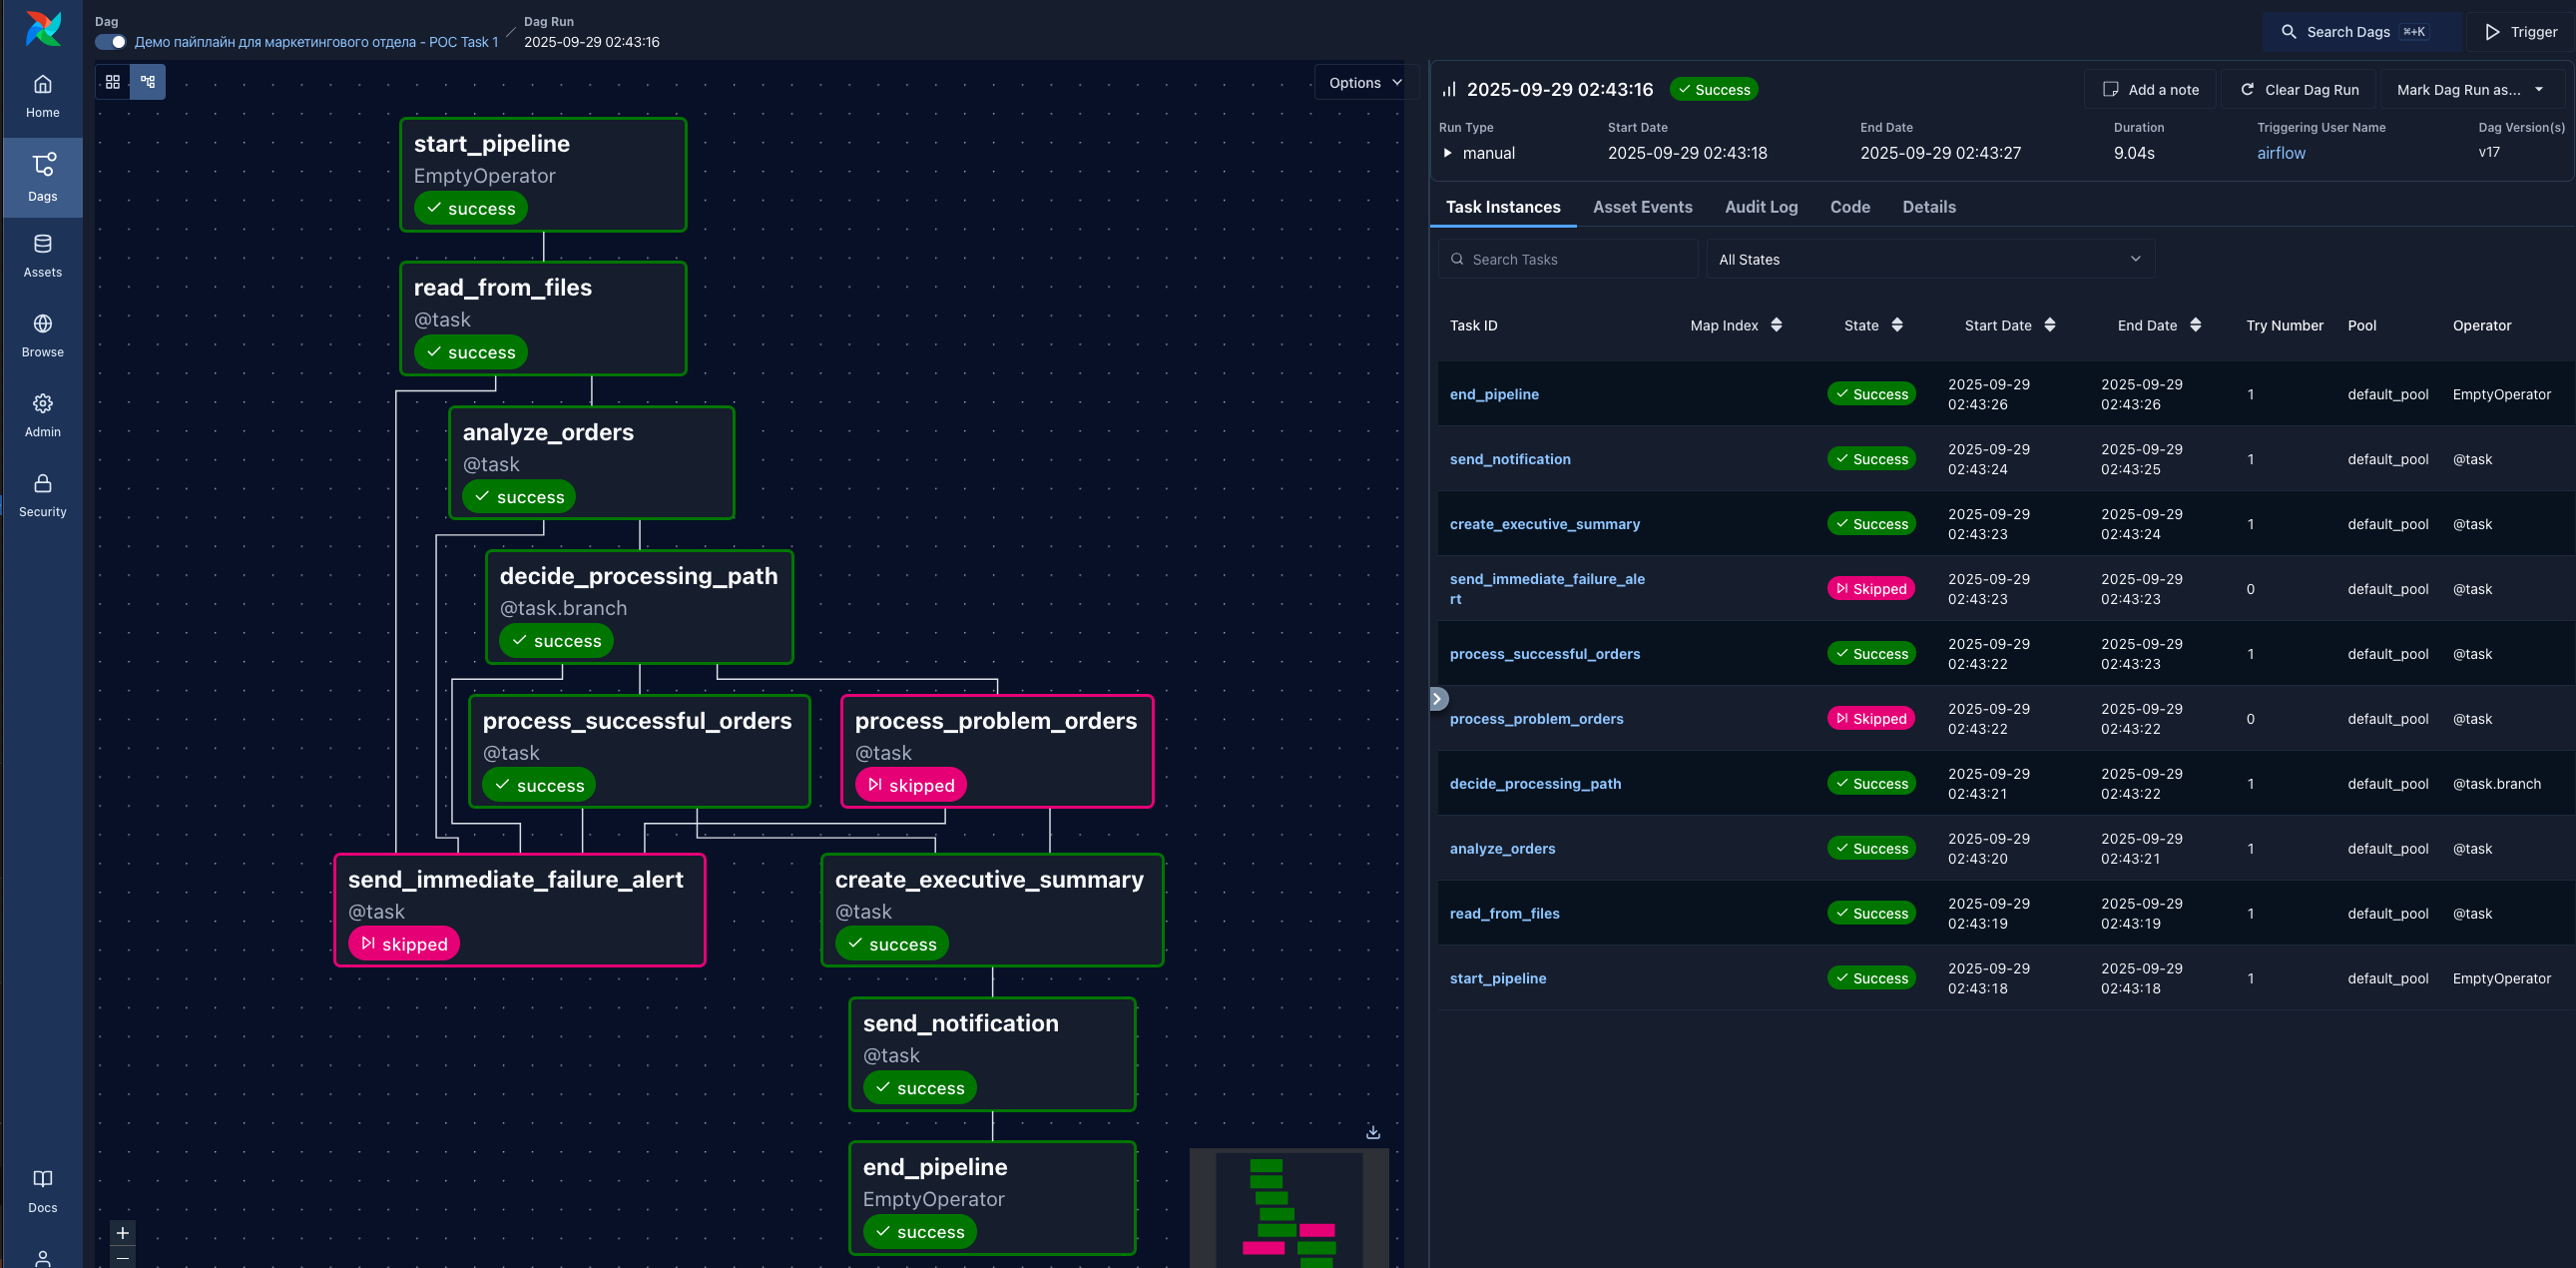 Dag
Демо пайплайн для маркетингового отдела - POC Task 1
/
Dag Run
2025-09-29 02:43:16
Search Dags ⌘+K
Trigger
Home
Dags
Assets
Browse
Admin
Security
Docs
Options
start_pipeline
EmptyOperator
success
read_from_files
@task
success
analyze_orders
@task
success
decide_processing_path
@task.branch
success
process_successful_orders
@task
success
process_problem_orders
@task
skipped
send_immediate_failure_alert
@task
skipped
create_executive_summary
@task
success
send_notification
@task
success
end_pipeline
EmptyOperator
success
2025-09-29 02:43:16 Success
Add a note
Clear Dag Run
Mark Dag Run as...
Run Type Start Date End Date Duration Triggering User Name Dag Version(s)
manual 2025-09-29 02:43:18 2025-09-29 02:43:27 9.04s airflow v17
Task Instances Asset Events Audit Log Code Details
Search Tasks All States
Task ID Map Index State Start Date End Date Try Number Pool Operator
end_pipeline Success 2025-09-29 02:43:26 2025-09-29 02:43:26 1 default_pool EmptyOperator
send_notification Success 2025-09-29 02:43:24 2025-09-29 02:43:25 1 default_pool @task
create_executive_summary Success 2025-09-29 02:43:23 2025-09-29 02:43:24 1 default_pool @task
send_immediate_failure_alert Skipped 2025-09-29 02:43:23 2025-09-29 02:43:23 0 default_pool @task
process_successful_orders Success 2025-09-29 02:43:22 2025-09-29 02:43:23 1 default_pool @task
process_problem_orders Skipped 2025-09-29 02:43:22 2025-09-29 02:43:22 0 default_pool @task
decide_processing_path Success 2025-09-29 02:43:21 2025-09-29 02:43:22 1 default_pool @task.branch
analyze_orders Success 2025-09-29 02:43:20 2025-09-29 02:43:21 1 default_pool @task
read_from_files Success 2025-09-29 02:43:19 2025-09-29 02:43:19 1 default_pool @task
start_pipeline Success 2025-09-29 02:43:18 2025-09-29 02:43:18 1 default_pool EmptyOperator